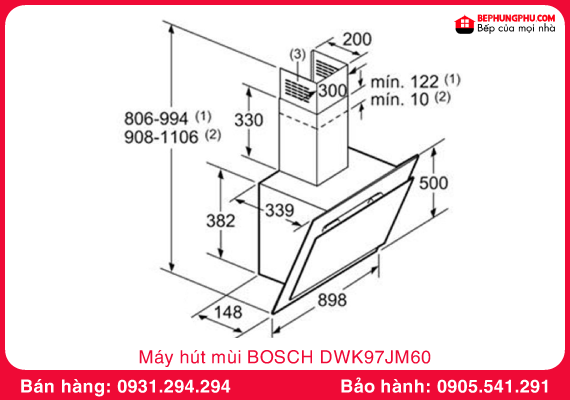 BEPHUNGPHU.COM
Bếp của mọi nhà
200
(3)
300
mín. 122 (1)
mín. 10 (2)
806-994 (1)
908-1106 (2)
330
500
339
382
898
148
Máy hút mùi BOSCH DWK97JM60
Bán hàng: 0931.294.294
Bảo hành: 0905.541.291